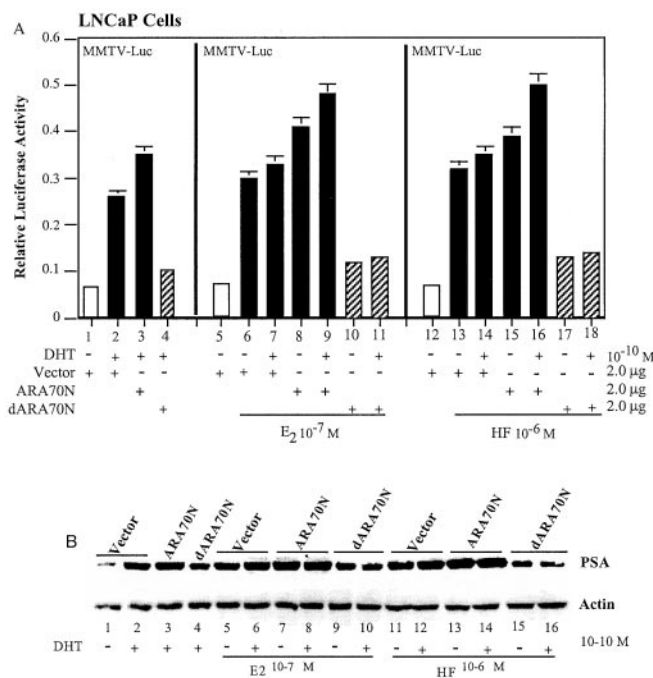 LNCaP Cells
A
0.6
MMTV-Luc MMTV-Luc MMTV-Luc
0.5
0.4
0.3
0.2
0.1
0
Relative Luciferase Activity
1 2 3 4 5 6 7 8 9 10 11 12 13 14 15 16 17 18
DHT - + + + - - + - + - + - - + - + - + 10-10 M
Vector + + + + + + + + 2.0 µg
ARA70N + + + + + 2.0 µg
dARA70N + + + + + 2.0 µg
E2 10-7 M HF 10-6 M
B
Vector ARA70N dARA70N Vector ARA70N dARA70N Vector ARA70N dARA70N
PSA
Actin
1 2 3 4 5 6 7 8 9 10 11 12 13 14 15 16
DHT - + + + - + - + - + - + - + - + 10-10 M
E2 10-7 M HF 10-6 M